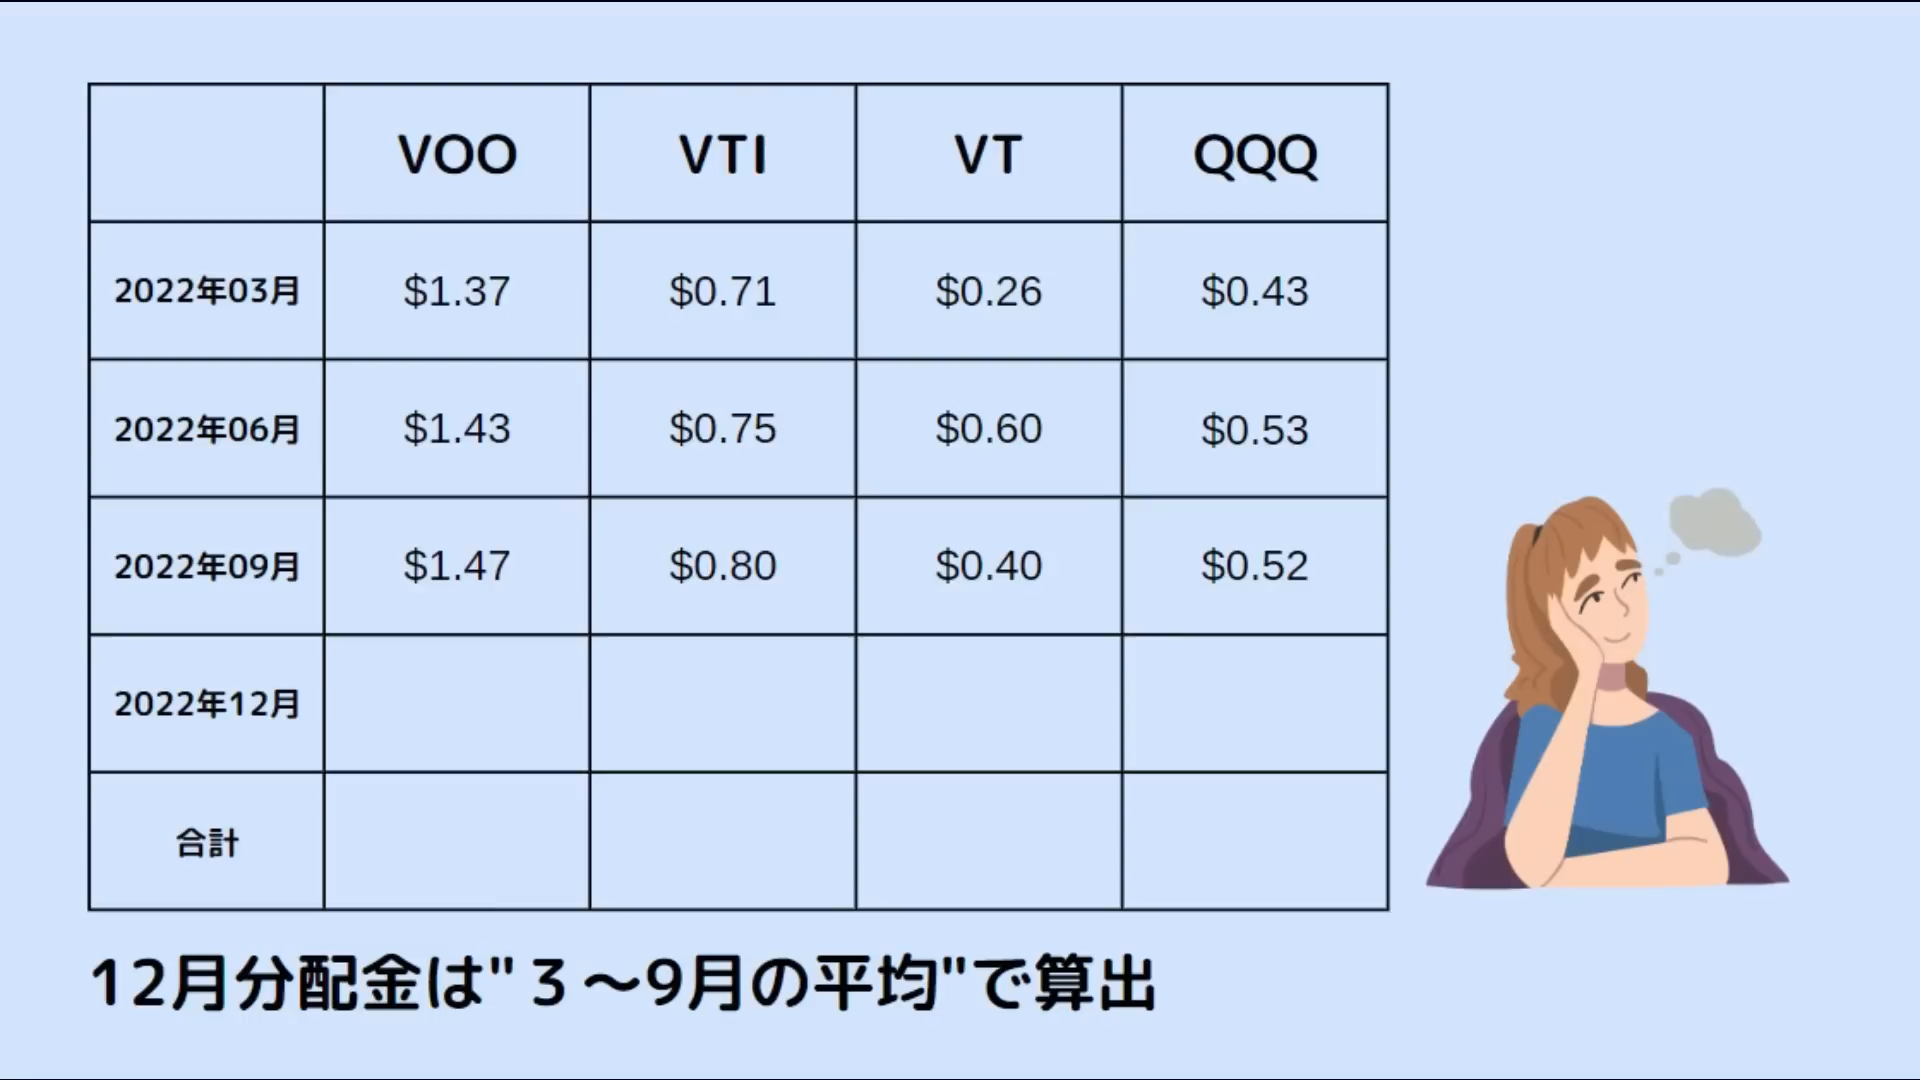 VOO VTI VT QQQ
2022年03月 $1.37 $0.71 $0.26 $0.43
2022年06月 $1.43 $0.75 $0.60 $0.53
2022年09月 $1.47 $0.80 $0.40 $0.52
2022年12月
合計
12月分配金は"３〜9月の平均"で算出